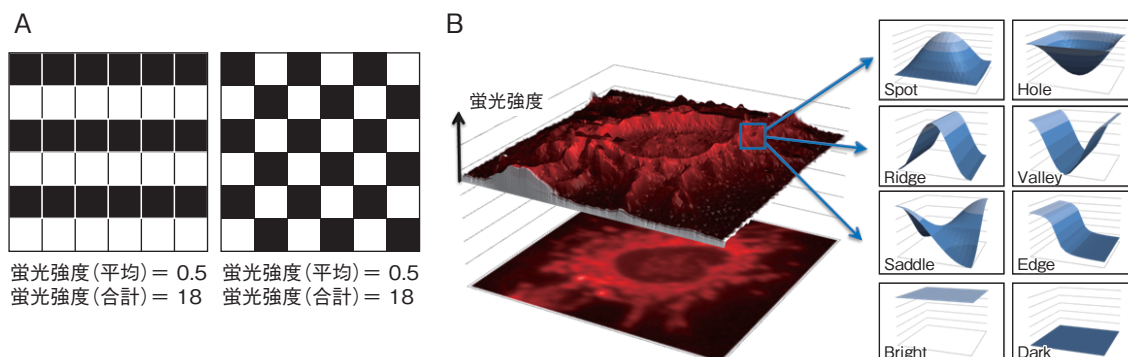 A
蛍光強度(平均)= 0.5
蛍光強度(合計)= 18
蛍光強度(平均)= 0.5
蛍光強度(合計)= 18
B
蛍光強度
Spot
Hole
Ridge
Valley
Saddle
Edge
Bright
Dark